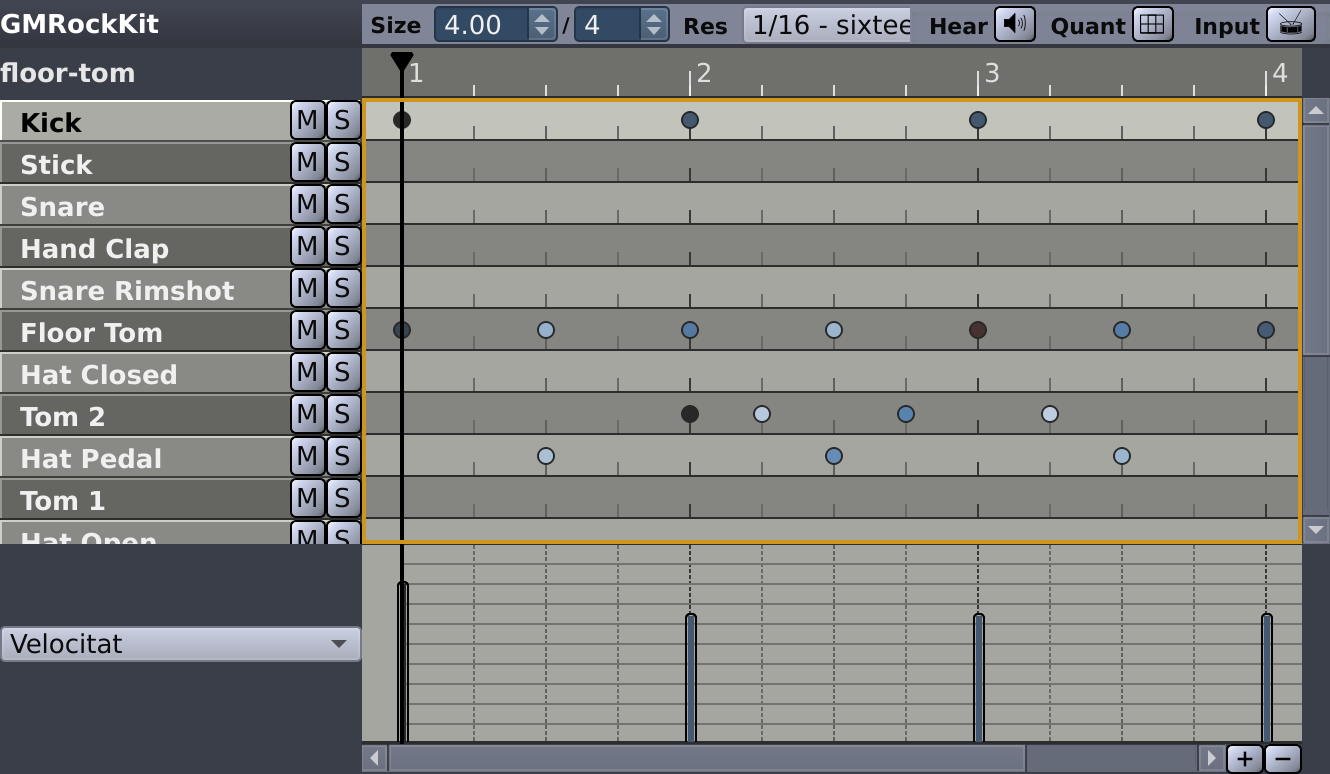 GMRockKit
Size 4.00 / 4 Res 1/16 - sixtee Hear Quant Input
floor-tom
1 2 3 4
Kick M S
Stick M S
Snare M S
Hand Clap M S
Snare Rimshot M S
Floor Tom M S
Hat Closed M S
Tom 2 M S
Hat Pedal M S
Tom 1 M S
Hat Open M S
Velocitat
+ −